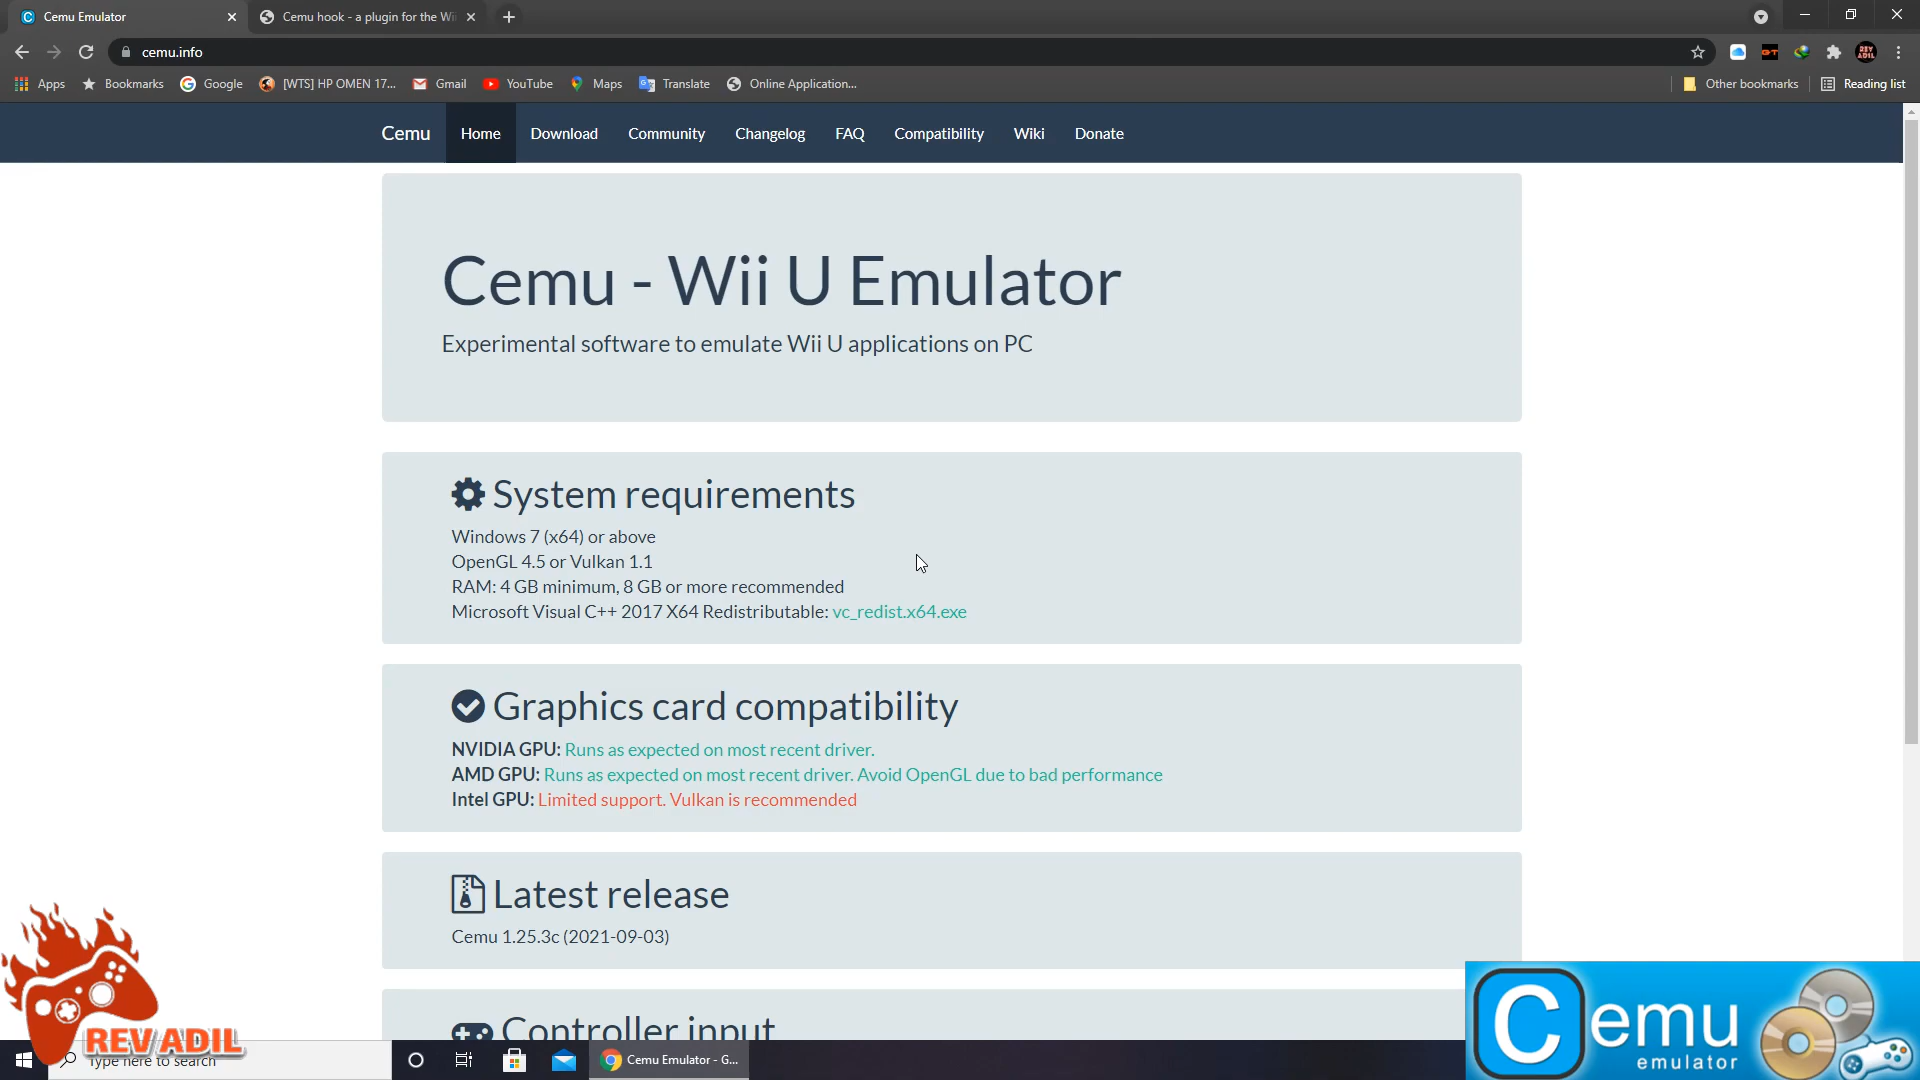 Cemu Emulator
Cemu hook - a plugin for the Wii
cemu.info
Apps
Bookmarks
Google
[WTS] HP OMEN 17...
Gmail
YouTube
Maps
Translate
Online Application...
Other bookmarks
Reading list
Cemu
Home
Download
Community
Changelog
FAQ
Compatibility
Wiki
Donate
Cemu - Wii U Emulator
Experimental software to emulate Wii U applications on PC
System requirements
Windows 7 (x64) or above
OpenGL 4.5 or Vulkan 1.1
RAM: 4 GB minimum, 8 GB or more recommended
Microsoft Visual C++ 2017 X64 Redistributable: vc_redist.x64.exe
Graphics card compatibility
NVIDIA GPU: Runs as expected on most recent driver.
AMD GPU: Runs as expected on most recent driver. Avoid OpenGL due to bad performance
Intel GPU: Limited support. Vulkan is recommended
Latest release
Cemu 1.25.3c (2021-09-03)
Controller input
REV ADIL
Type here to search
Cemu Emulator - G...
Cemu
emulator